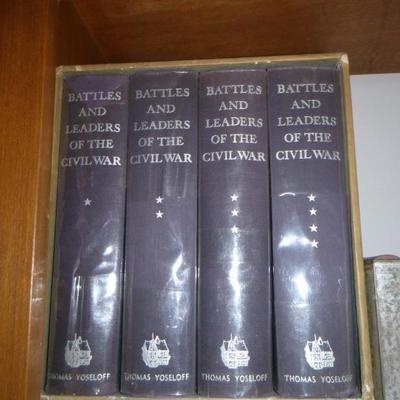 BATTLES
AND
LEADERS
OF THE
CIVIL WAR
THOMAS YOSELOFF
BATTLES
AND
LEADERS
OF THE
CIVIL WAR
THOMAS YOSELOFF
BATTLES
AND
LEADERS
OF THE
CIVIL WAR
THOMAS YOSELOFF
BATTLES
AND
LEADERS
OF THE
CIVIL WAR
THOMAS YOSELOFF